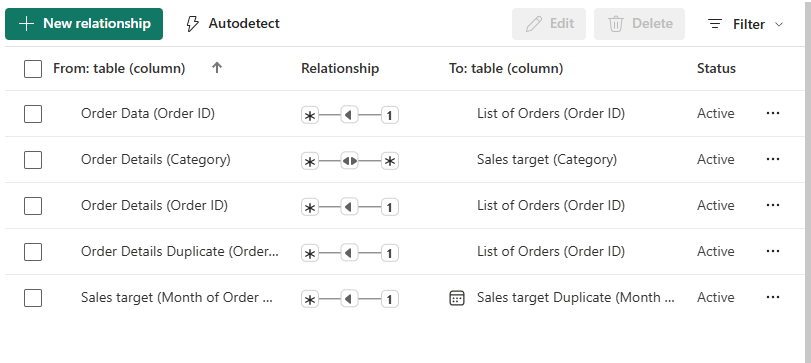 New relationship Autodetect Edit Delete Filter
From: table (column) Relationship To: table (column) Status
Order Data (Order ID) * 1 List of Orders (Order ID) Active ...
Order Details (Category) * * Sales target (Category) Active ...
Order Details (Order ID) * 1 List of Orders (Order ID) Active ...
Order Details Duplicate (Order... * 1 List of Orders (Order ID) Active ...
Sales target (Month of Order ... * 1 Sales target Duplicate (Month ... Active ...